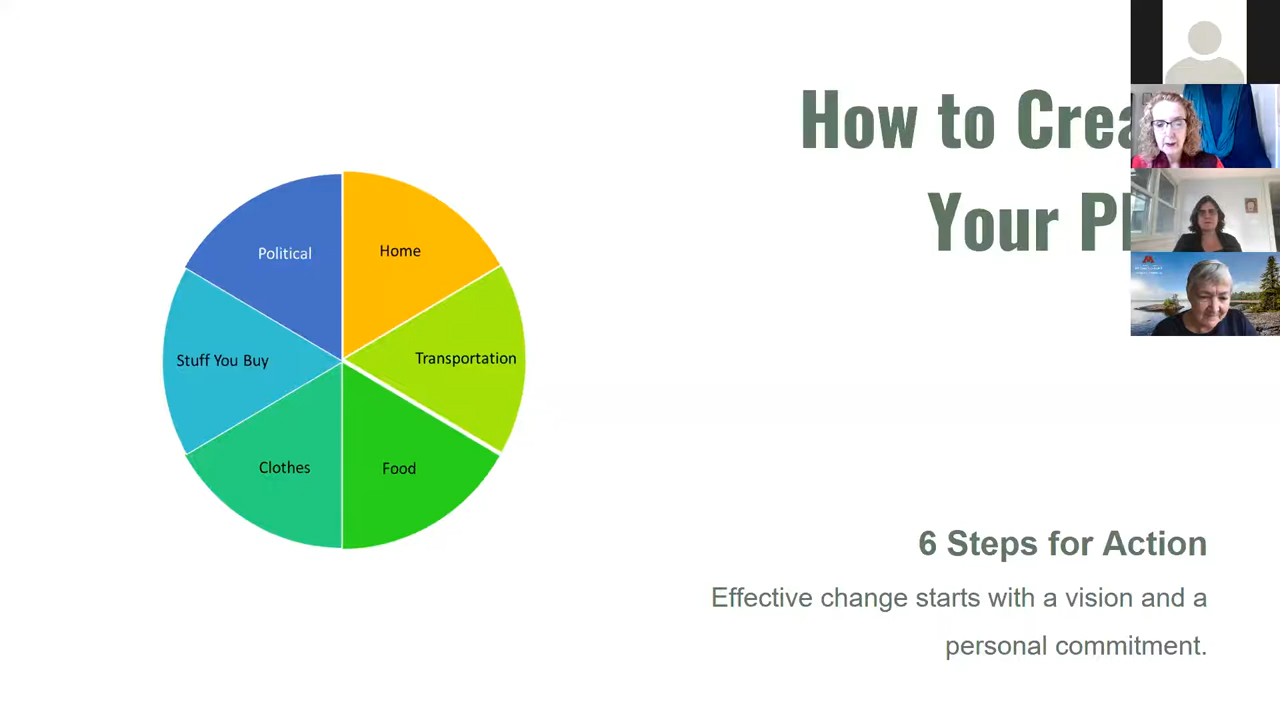 How to Crea
Your Pl
Political
Home
Stuff You Buy
Transportation
Clothes
Food
6 Steps for Action
Effective change starts with a vision and a
personal commitment.